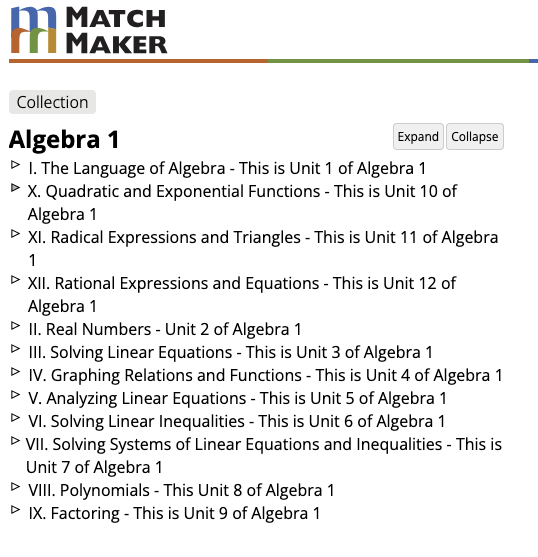 MATCH
MAKER
Collection
Algebra 1
Expand Collapse
I. The Language of Algebra - This is Unit 1 of Algebra 1
X. Quadratic and Exponential Functions - This is Unit 10 of
Algebra 1
XI. Radical Expressions and Triangles - This is Unit 11 of Algebra
1
XII. Rational Expressions and Equations - This is Unit 12 of
Algebra 1
II. Real Numbers - Unit 2 of Algebra 1
III. Solving Linear Equations - This is Unit 3 of Algebra 1
IV. Graphing Relations and Functions - This is Unit 4 of Algebra 1
V. Analyzing Linear Equations - This is Unit 5 of Algebra 1
VI. Solving Linear Inequalities - This is Unit 6 of Algebra 1
VII. Solving Systems of Linear Equations and Inequalities - This is
Unit 7 of Algebra 1
VIII. Polynomials - This Unit 8 of Algebra 1
IX. Factoring - This is Unit 9 of Algebra 1